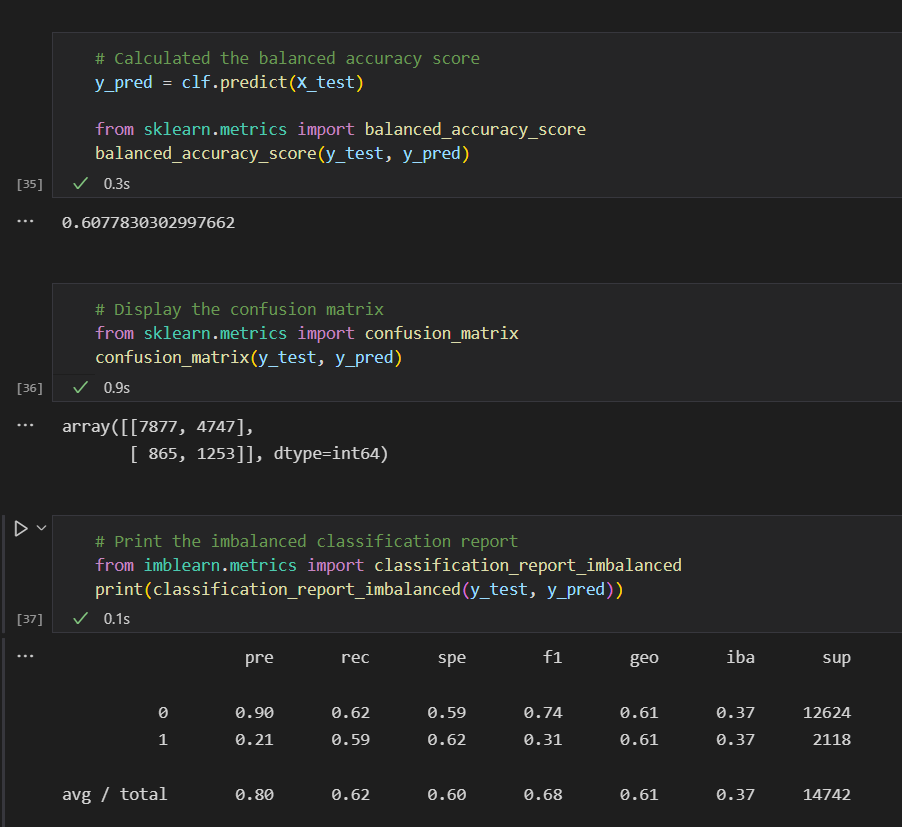 # Calculated the balanced accuracy score
y_pred = clf.predict(X_test)
from sklearn.metrics import balanced_accuracy_score
balanced_accuracy_score(y_test, y_pred)
[35] ✓ 0.3s
... 0.6077830302997662
# Display the confusion matrix
from sklearn.metrics import confusion_matrix
confusion_matrix(y_test, y_pred)
[36] ✓ 0.9s
... array([[7877, 4747],
       [ 865, 1253]], dtype=int64)
# Print the imbalanced classification report
from imblearn.metrics import classification_report_imbalanced
print(classification_report_imbalanced(y_test, y_pred))
[37] ✓ 0.1s
... pre rec spe f1 geo iba sup
0 0.90 0.62 0.59 0.74 0.61 0.37 12624
1 0.21 0.59 0.62 0.31 0.61 0.37 2118
avg / total 0.80 0.62 0.60 0.68 0.61 0.37 14742